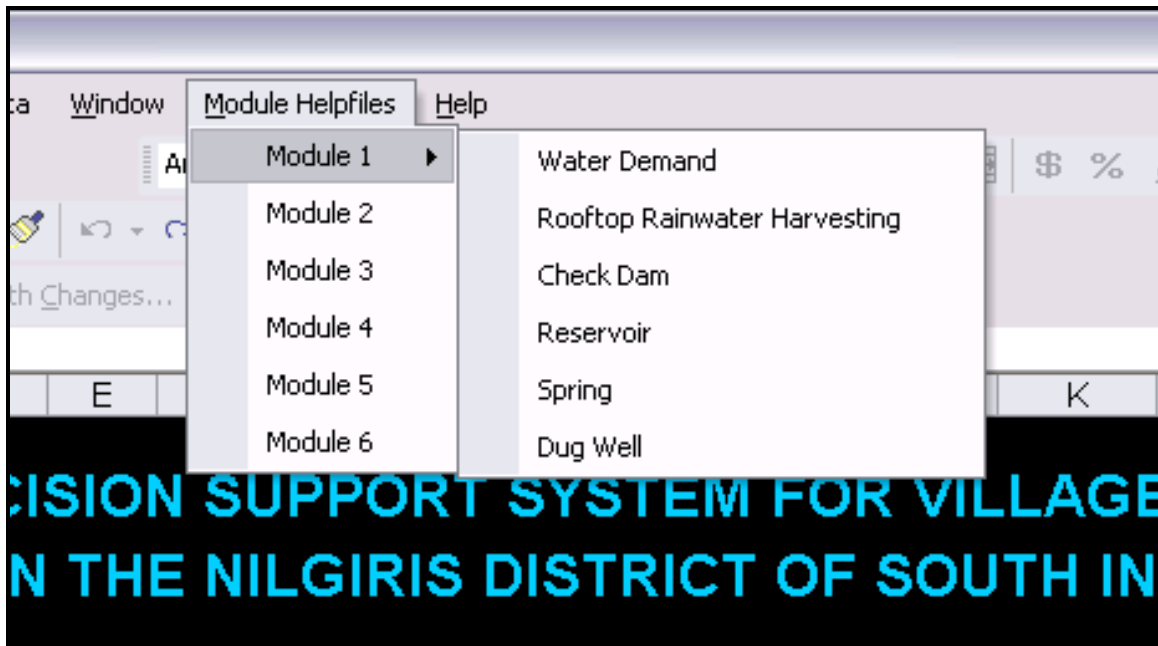 ta Window Module Helpfiles Help
Module 1 Water Demand
$ %
Module 2 Rooftop Rainwater Harvesting
Module 3 Check Dam
th Changes...
Module 4 Reservoir
Module 5 Spring
E K
Module 6 Dug Well
CISION SUPPORT SYSTEM FOR VILLAGE
N THE NILGIRIS DISTRICT OF SOUTH IN